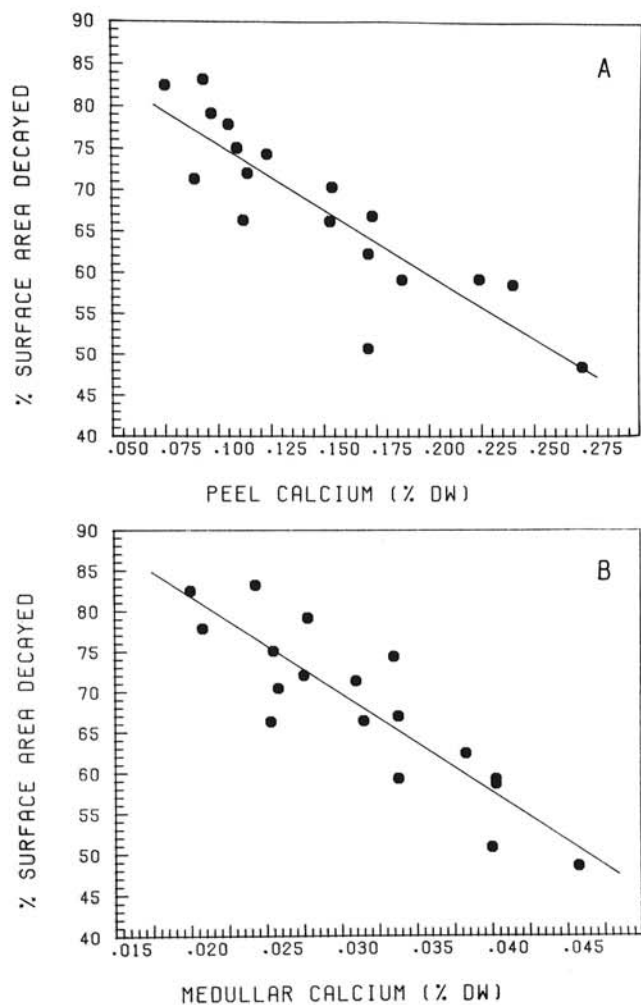 A
% SURFACE AREA DECAYED
90
85
80
75
70
65
60
55
50
45
40
.050 .075 .100 .125 .150 .175 .200 .225 .250 .275
PEEL CALCIUM (% DW)
B
% SURFACE AREA DECAYED
90
85
80
75
70
65
60
55
50
45
40
.015 .020 .025 .030 .035 .040 .045
MEDULLAR CALCIUM (% DW)